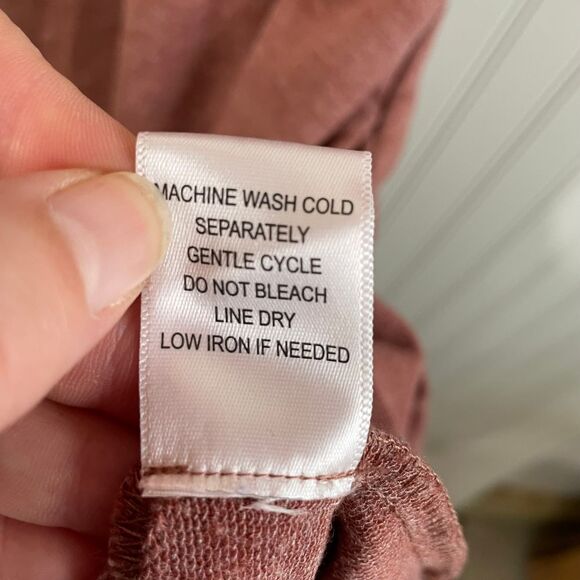 MACHINE WASH COLD
SEPARATELY
GENTLE CYCLE
DO NOT BLEACH
LINE DRY
LOW IRON IF NEEDED